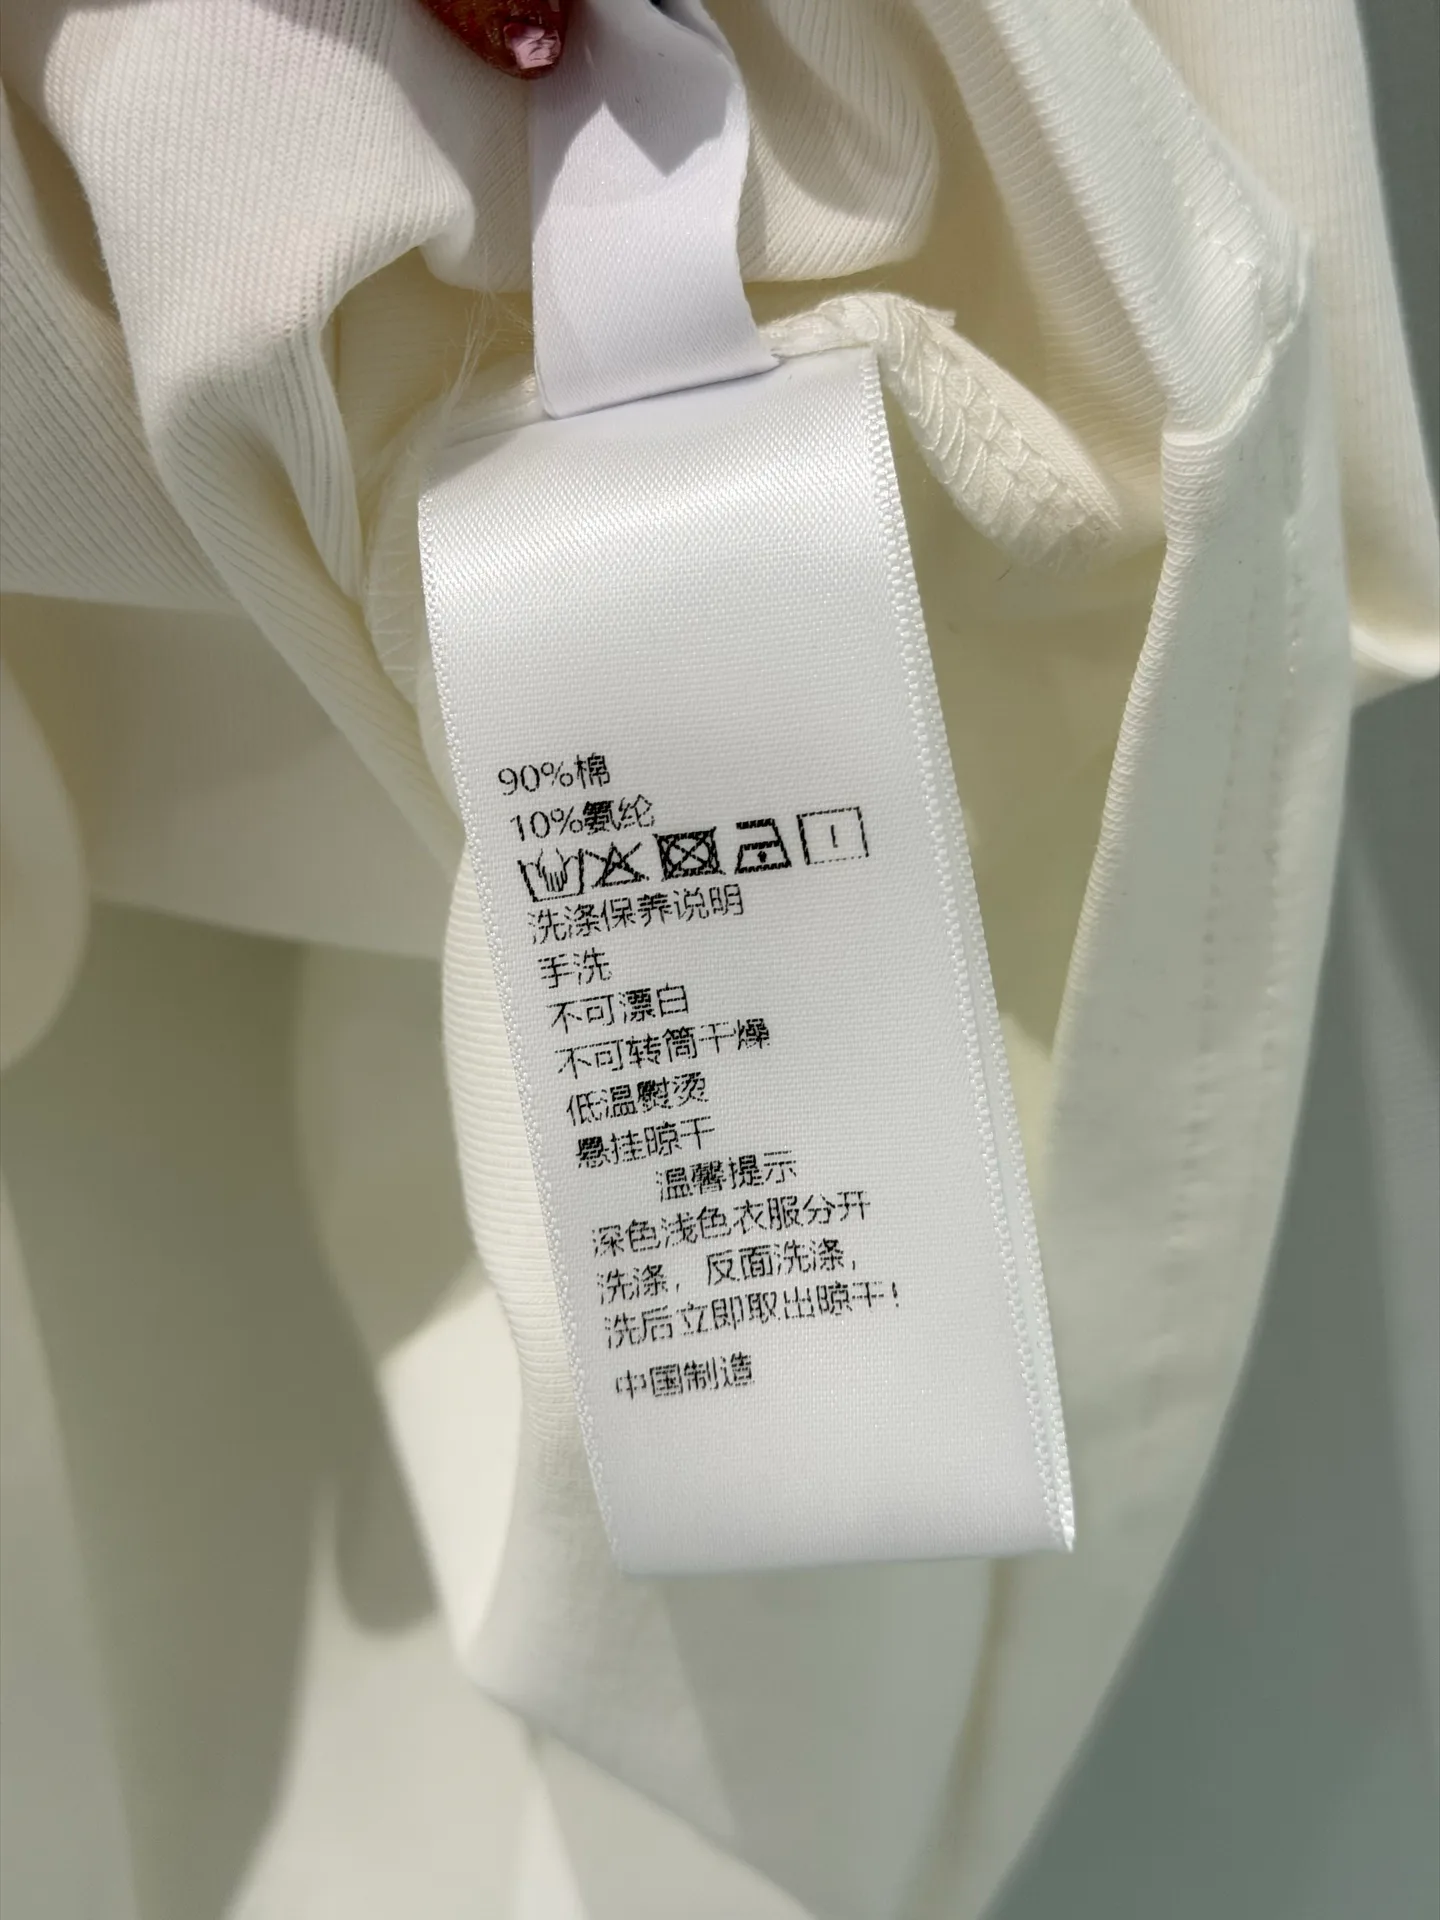 90%棉
10%氨纶
洗涤保养说明
手洗
不可漂白
不可转筒干燥
低温熨烫
悬挂晾干
温馨提示
深色浅色衣服分开
洗涤，反面洗涤，
洗后立即取出晾干！
中国制造